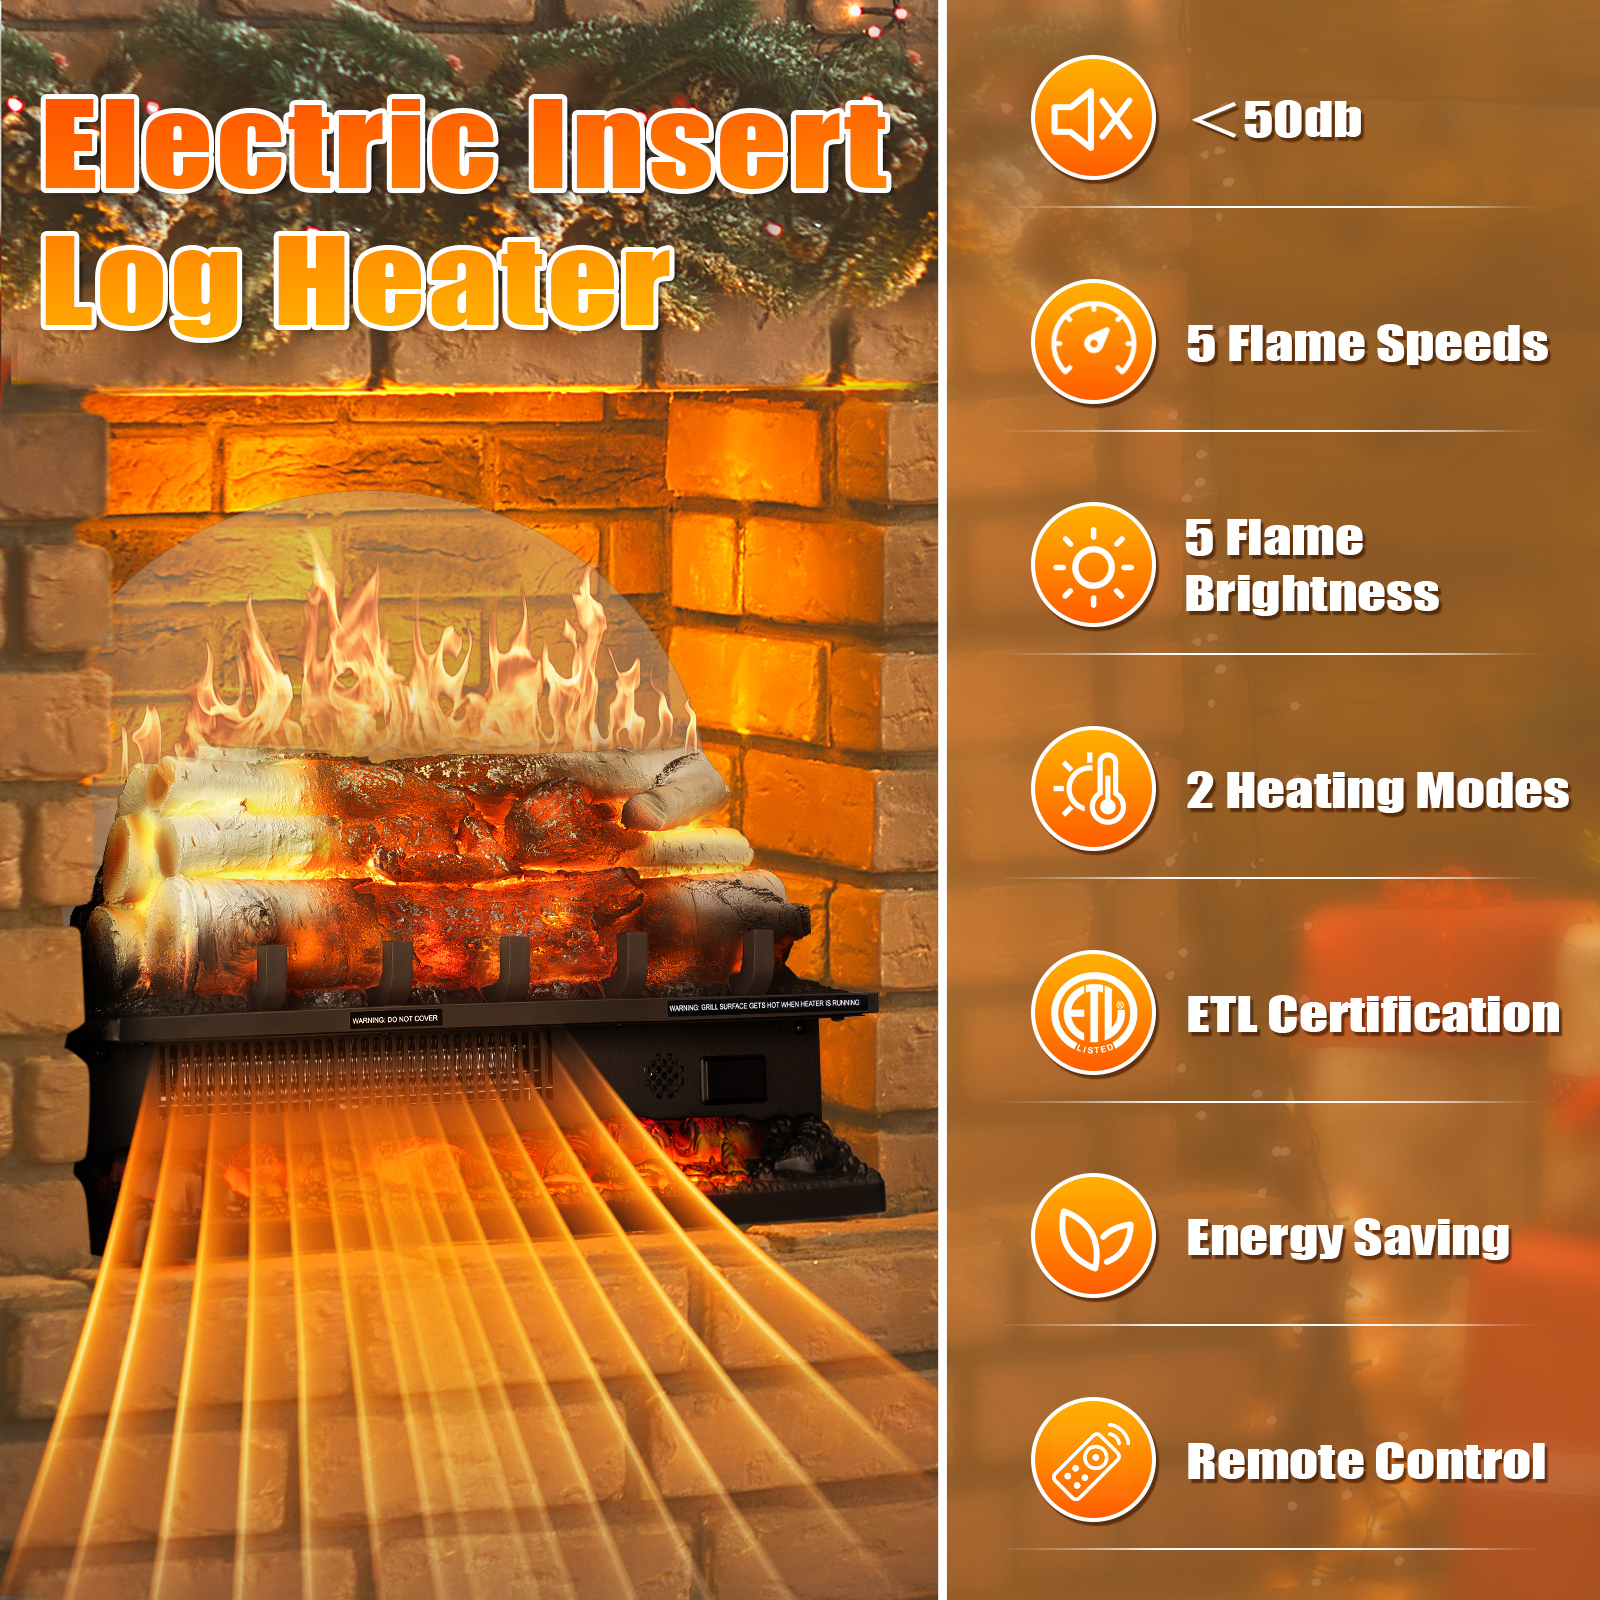 Electric Insert
Log Heater
WARNING: DO NOT COVER
WARNING: GRILL SURFACE GETS HOT WHEN HEATER IS RUNNING
<50db
5 Flame Speeds
5 Flame
Brightness
2 Heating Modes
ETL®
LISTED
ETL Certification
Energy Saving
Remote Control